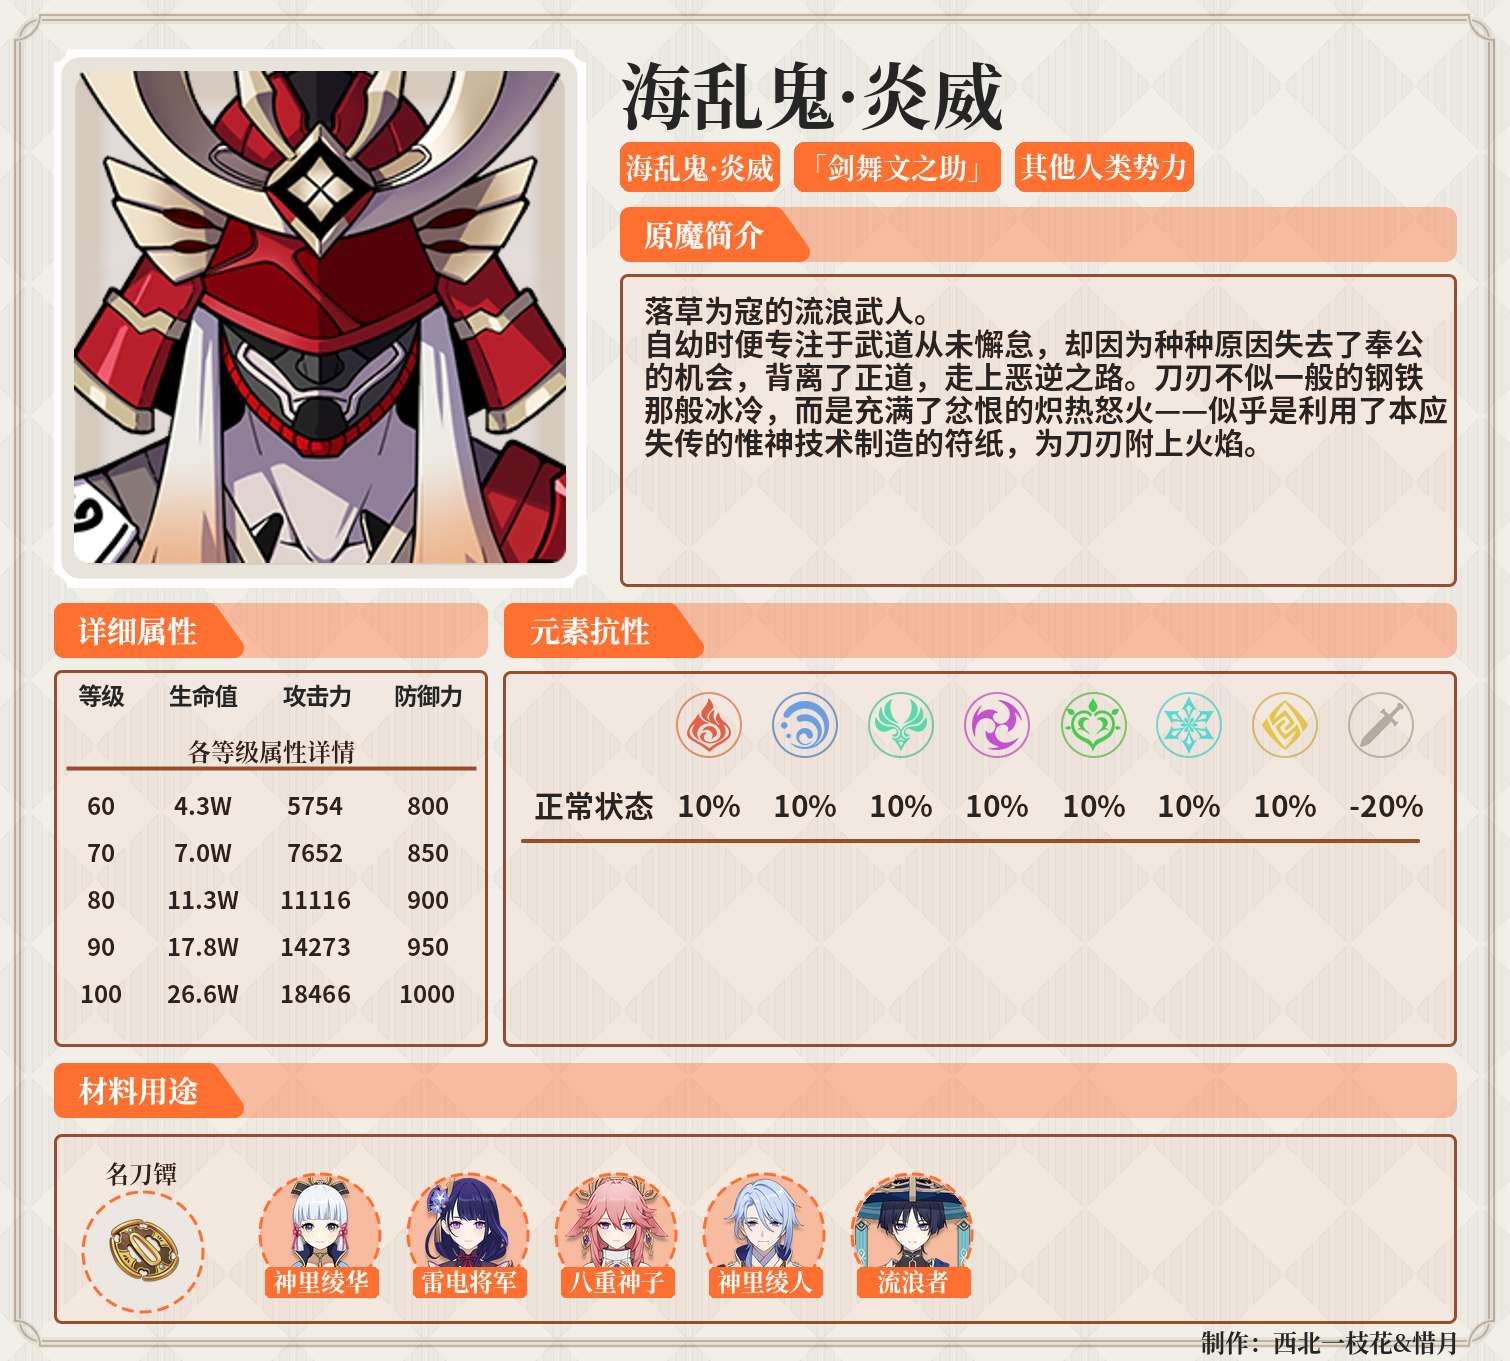 海乱鬼·炎威
海乱鬼·炎威 「剑舞文之助」 其他人类势力
原魔简介
落草为寇的流浪武人。
自幼时便专注于武道从未懈怠，却因为种种原因失去了奉公
的机会，背离了正道，走上恶逆之路。刀刃不似一般的钢铁
那般冰冷，而是充满了忿恨的炽热怒火——似乎是利用了本应
失传的惟神技术制造的符纸，为刀刃附上火焰。
详细属性
等级 生命值 攻击力 防御力
各等级属性详情
60 4.3W 5754 800
70 7.0W 7652 850
80 11.3W 11116 900
90 17.8W 14273 950
100 26.6W 18466 1000
元素抗性
正常状态 10% 10% 10% 10% 10% 10% 10% -20%
材料用途
名刀镡
神里绫华 雷电将军 八重神子 神里绫人 流浪者
制作：西北一枝花&惜月